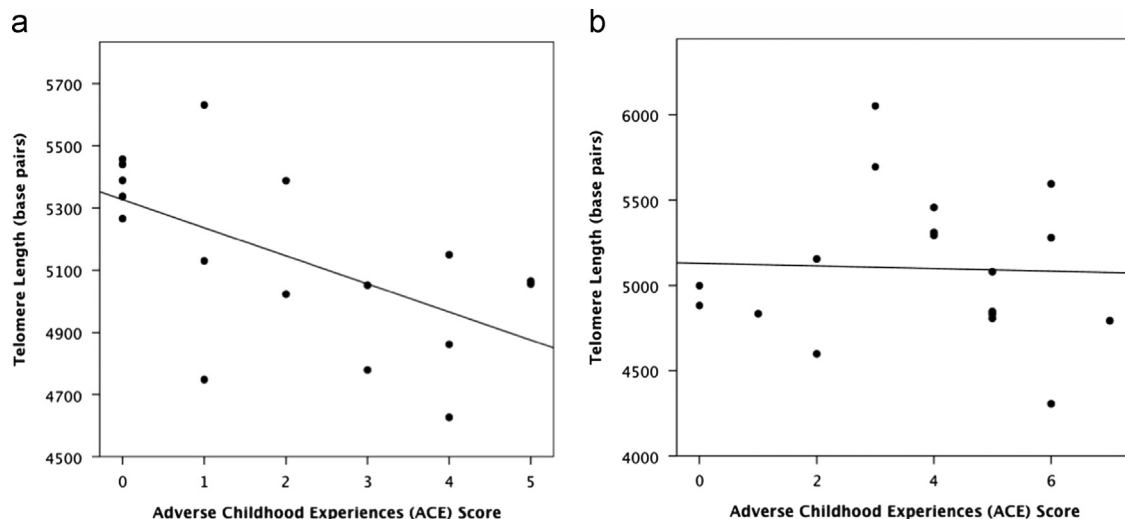 a
Telomere Length (base pairs)
5700
5500
5300
5100
4900
4700
4500
0 1 2 3 4 5
Adverse Childhood Experiences (ACE) Score
b
Telomere Length (base pairs)
6000
5500
5000
4500
4000
0 2 4 6
Adverse Childhood Experiences (ACE) Score